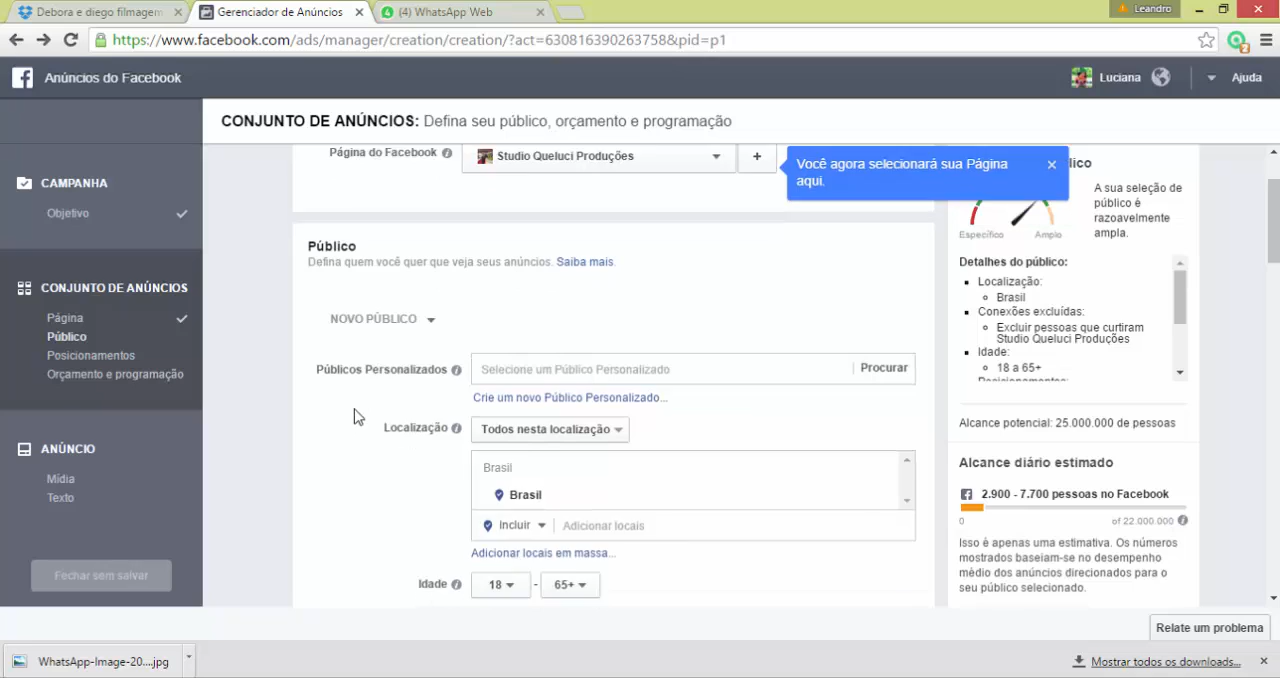 Debora e diego filmagem
Gerenciador de Anúncios
(4) WhatsApp Web
Leandro
https://www.facebook.com/ads/manager/creation/creation/?act=630816390263758&pid=p1
Anúncios do Facebook
Luciana
Ajuda
CONJUNTO DE ANÚNCIOS: Defina seu público, orçamento e programação
CAMPANHA
Objetivo
CONJUNTO DE ANÚNCIOS
Página
Público
Posicionamentos
Orçamento e programação
ANÚNCIO
Mídia
Texto
Fechar sem salvar
Página do Facebook
Studio Queluci Produções
+
Você agora selecionará sua Página
aqui.
Público
Defina quem você quer que veja seus anúncios. Saiba mais.
NOVO PÚBLICO
Públicos Personalizados
Selecione um Público Personalizado
Procurar
Crie um novo Público Personalizado...
Localização
Todos nesta localização
Brasil
Brasil
Incluir
Adicionar locais
Adicionar locais em massa...
Idade
18 - 65+
Específico
Amplo
A sua seleção de
público é
razoavelmente
ampla.
Detalhes do público:
Localização:
Brasil
Conexões excluídas:
Excluir pessoas que curtiram
Studio Queluci Produções
Idade:
18 a 65+
Alcance potencial: 25.000.000 de pessoas
Alcance diário estimado
2.900 - 7.700 pessoas no Facebook
0
of 22.000.000
Isso é apenas uma estimativa. Os números
mostrados baseiam-se no desempenho
médio dos anúncios direcionados para o
seu público selecionado.
Relate um problema
WhatsApp-Image-20....jpg
Mostrar todos os downloads...